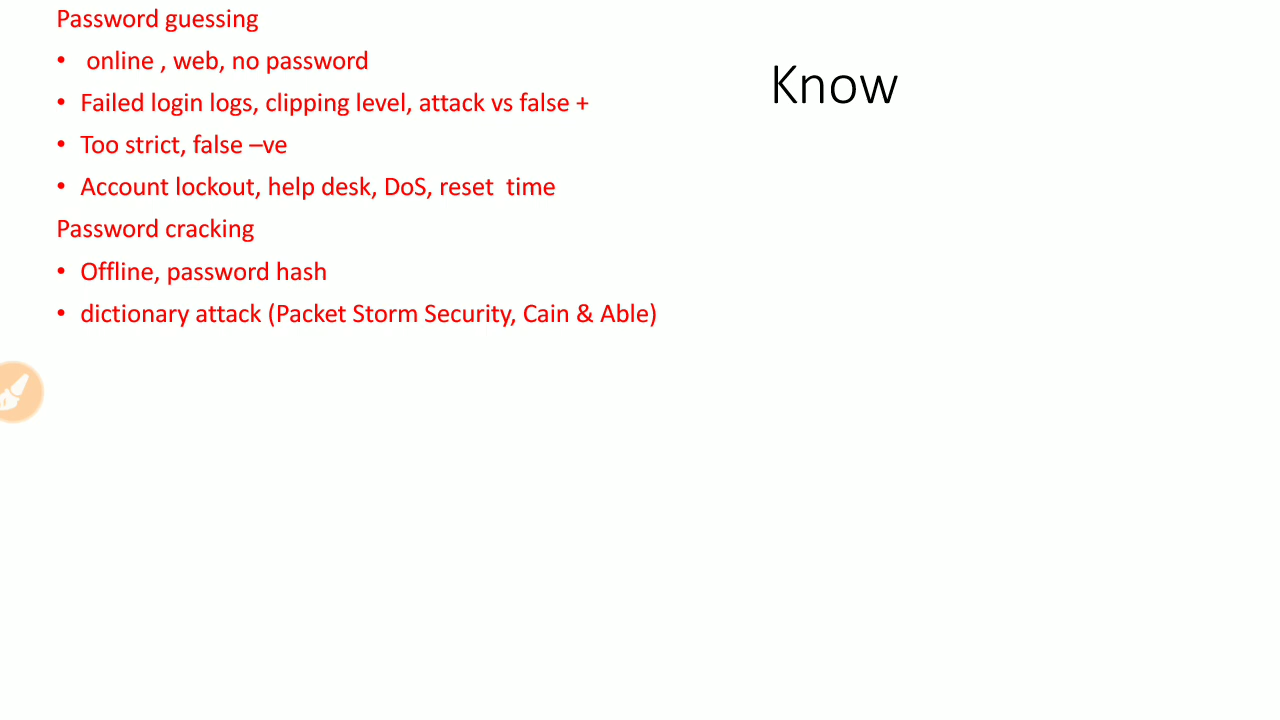 Password guessing
• online , web, no password
Know
• Failed login logs, clipping level, attack vs false +
• Too strict, false –ve
• Account lockout, help desk, DoS, reset  time
Password cracking
• Offline, password hash
• dictionary attack (Packet Storm Security, Cain & Able)